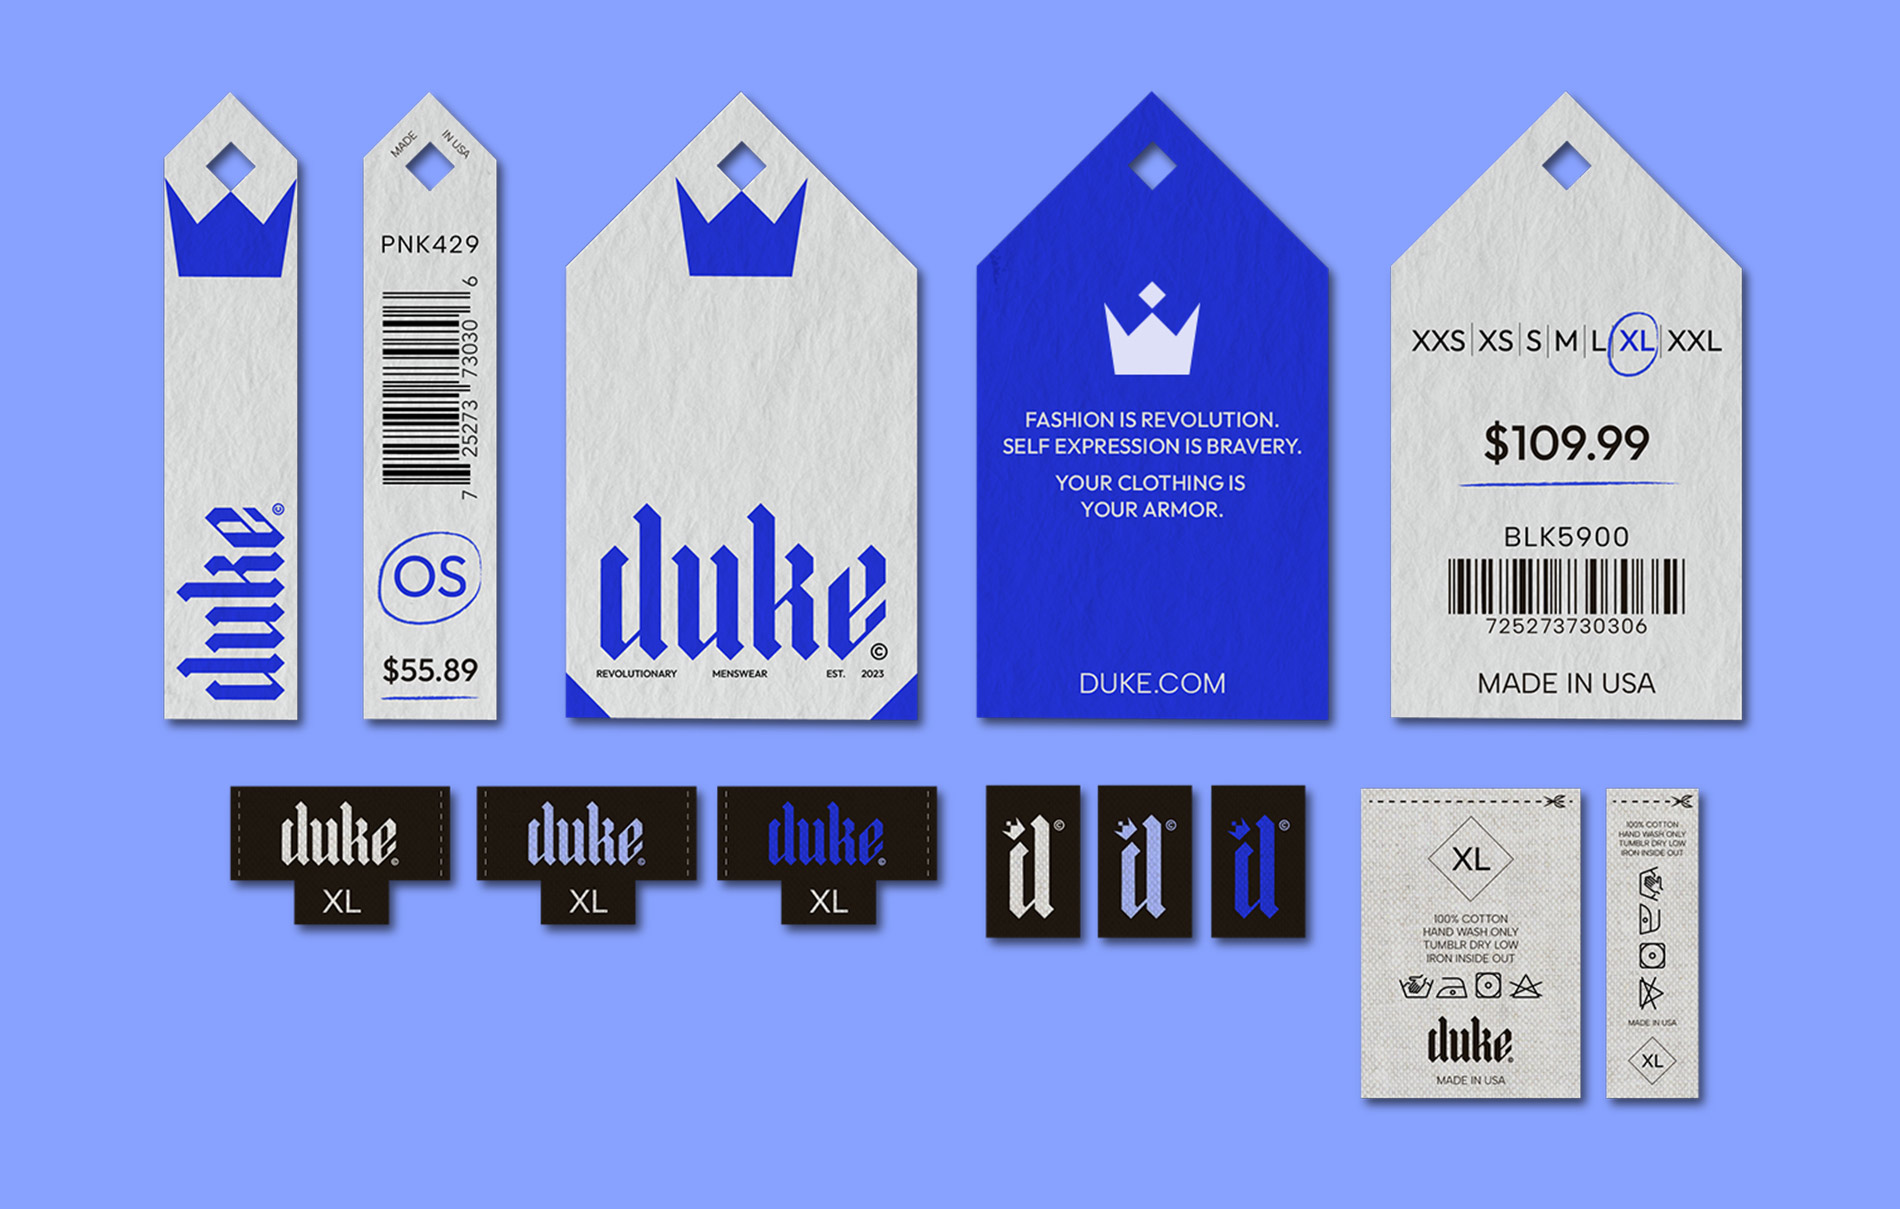 duke©
MADE IN USA
PNK429
7 25273 73030 6
OS
$55.89
duke©
REVOLUTIONARY MENSWEAR EST. 2023
FASHION IS REVOLUTION.
SELF EXPRESSION IS BRAVERY.
YOUR CLOTHING IS
YOUR ARMOR.
DUKE.COM
XXS|XS|S|M|L|XL|XXL
$109.99
BLK5900
725273730306
MADE IN USA
duke©
XL
duke©
XL
duke©
XL
d©
d©
d©
XL
100% COTTON
HAND WASH ONLY
TUMBLR DRY LOW
IRON INSIDE OUT
duke©
MADE IN USA
100% COTTON
HAND WASH ONLY
TUMBLR DRY LOW
IRON INSIDE OUT
MADE IN USA
XL